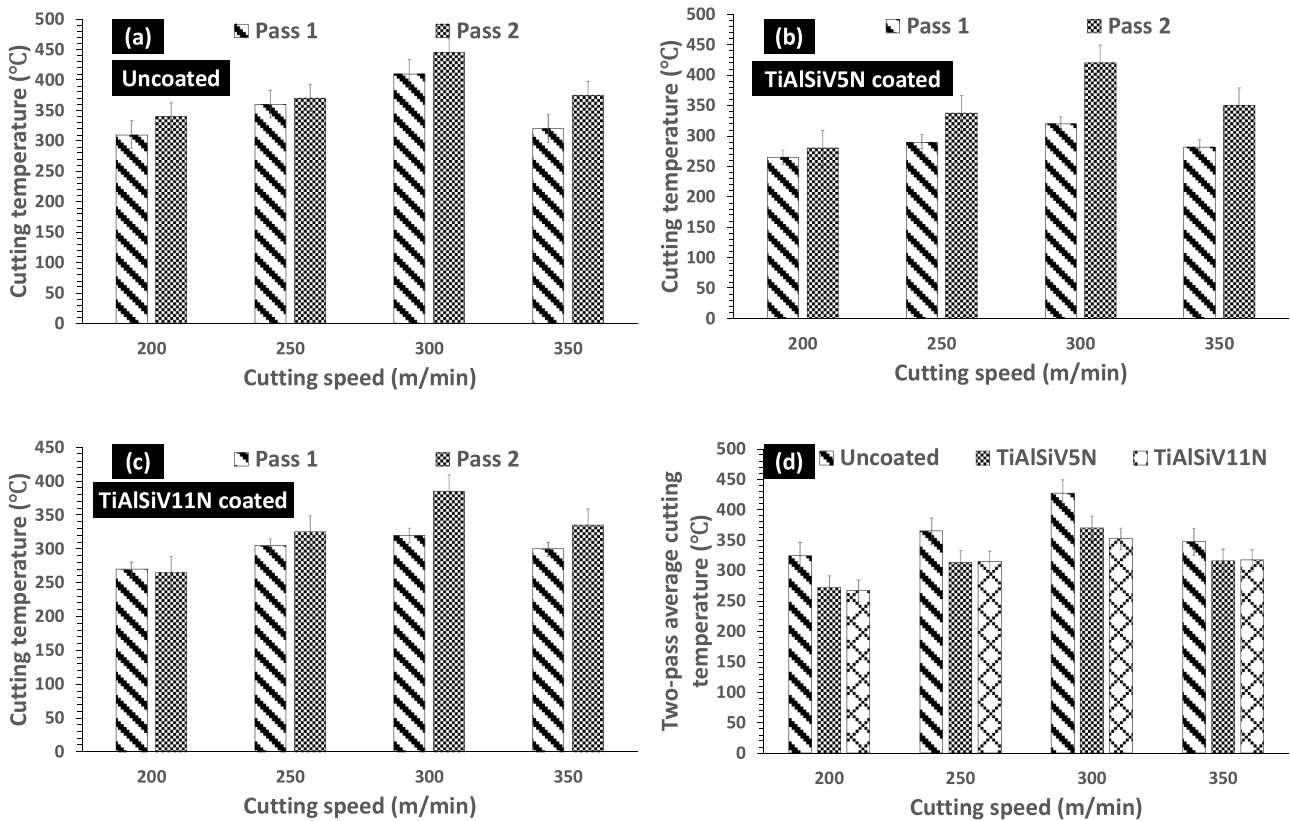 (a)
Pass 1
Pass 2
Uncoated
Cutting temperature (℃)
500
450
400
350
300
250
200
150
100
50
0
200
250
300
350
Cutting speed (m/min)
(b)
Pass 1
Pass 2
TiAlSiV5N coated
Cutting temperature (℃)
500
450
400
350
300
250
200
150
100
50
0
200
250
300
350
Cutting speed (m/min)
(c)
Pass 1
Pass 2
TiAlSiV11N coated
Cutting temperature (℃)
450
400
350
300
250
200
150
100
50
0
200
250
300
350
Cutting speed (m/min)
(d)
Uncoated
TiAlSiV5N
TiAlSiV11N
Two-pass average cutting
temperature (℃)
500
450
400
350
300
250
200
150
100
50
0
200
250
300
350
Cutting speed (m/min)